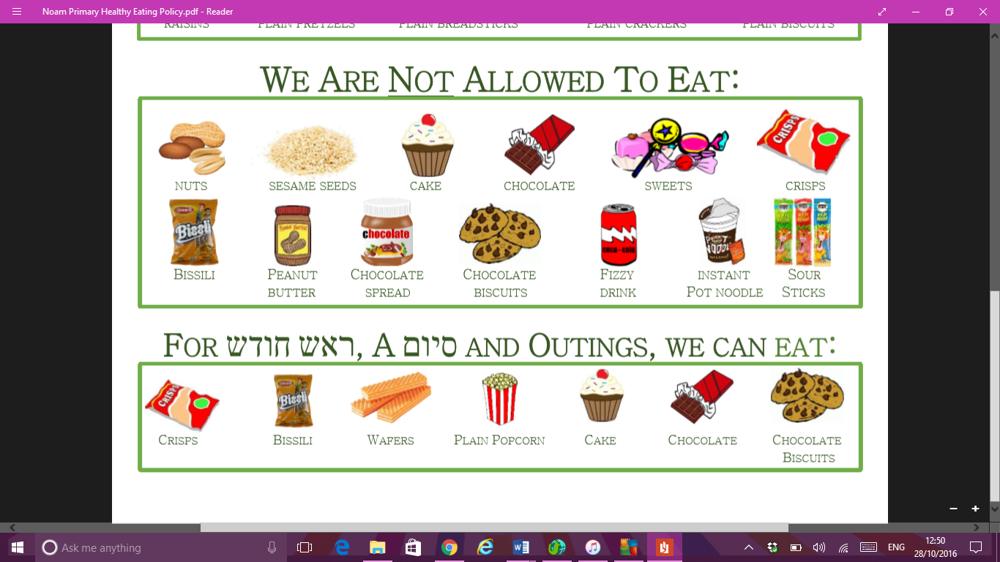 Noam Primary Healthy Eating Policy.pdf - Reader
RAISINS PLAIN PRETZELS PLAIN BREADSTICKS PLAIN CRACKERS PLAIN BISCUITS
WE ARE NOT ALLOWED TO EAT:
CRISPS
NUTS SESAME SEEDS CAKE CHOCOLATE SWEETS CRISPS
Bissli
PEANUT BUTTER
chocolate
coca-cola
POT NOODLE
BISSILI PEANUT CHOCOLATE CHOCOLATE FIZZY INSTANT SOUR
BUTTER SPREAD BISCUITS DRINK POT NOODLE STICKS
FOR ראש חודש, A סיום AND OUTINGS, WE CAN EAT:
CRISPS
Bissli
CRISPS BISSILI WAFERS PLAIN POPCORN CAKE CHOCOLATE CHOCOLATE
BISCUITS
Ask me anything
ENG
12:50
28/10/2016